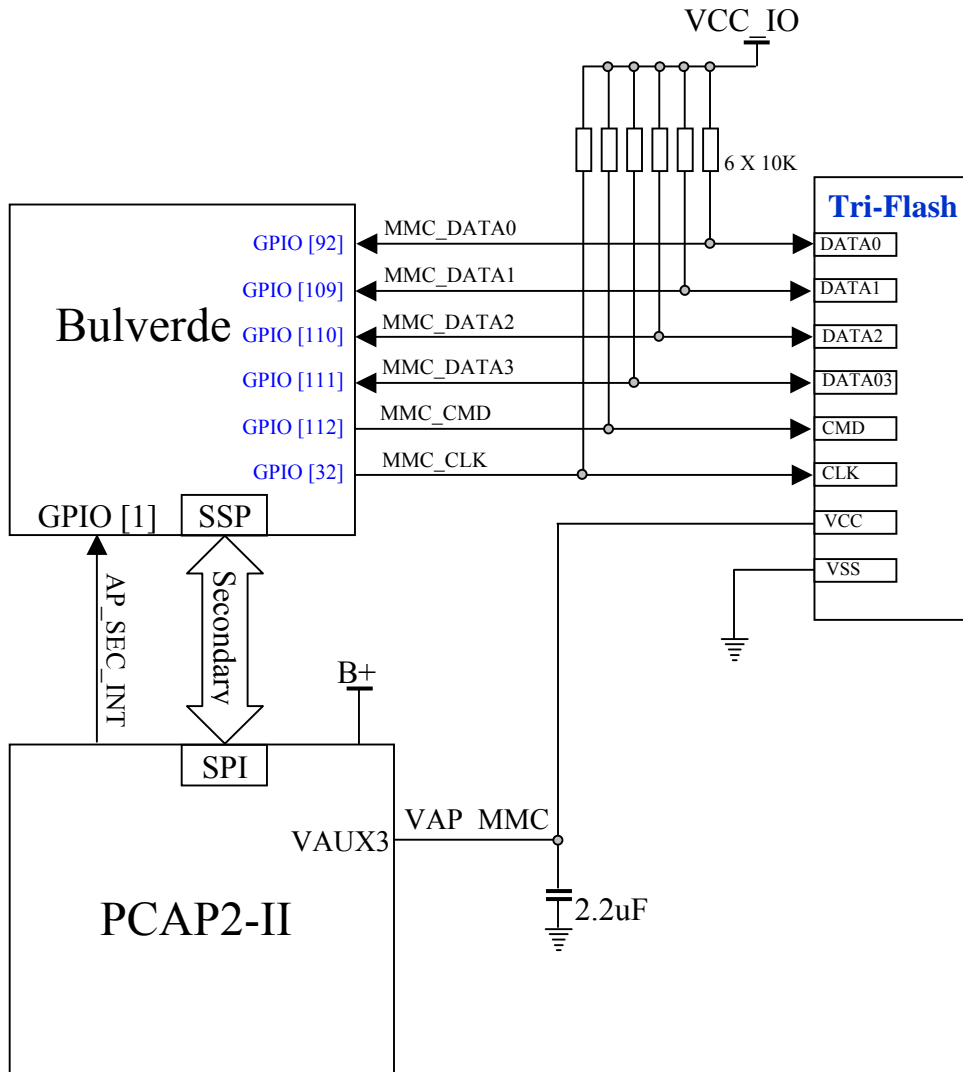 VCC_IO
6 X 10K
Tri-Flash
Bulverde
GPIO [92]
MMC_DATA0
DATA0
GPIO [109]
MMC_DATA1
DATA1
GPIO [110]
MMC_DATA2
DATA2
GPIO [111]
MMC_DATA3
DATA03
GPIO [112]
MMC_CMD
CMD
GPIO [32]
MMC_CLK
CLK
VCC
VSS
GPIO [1]
SSP
AP_SEC_INT
Secondary
B+
SPI
VAUX3
VAP_MMC
2.2uF
PCAP2-II